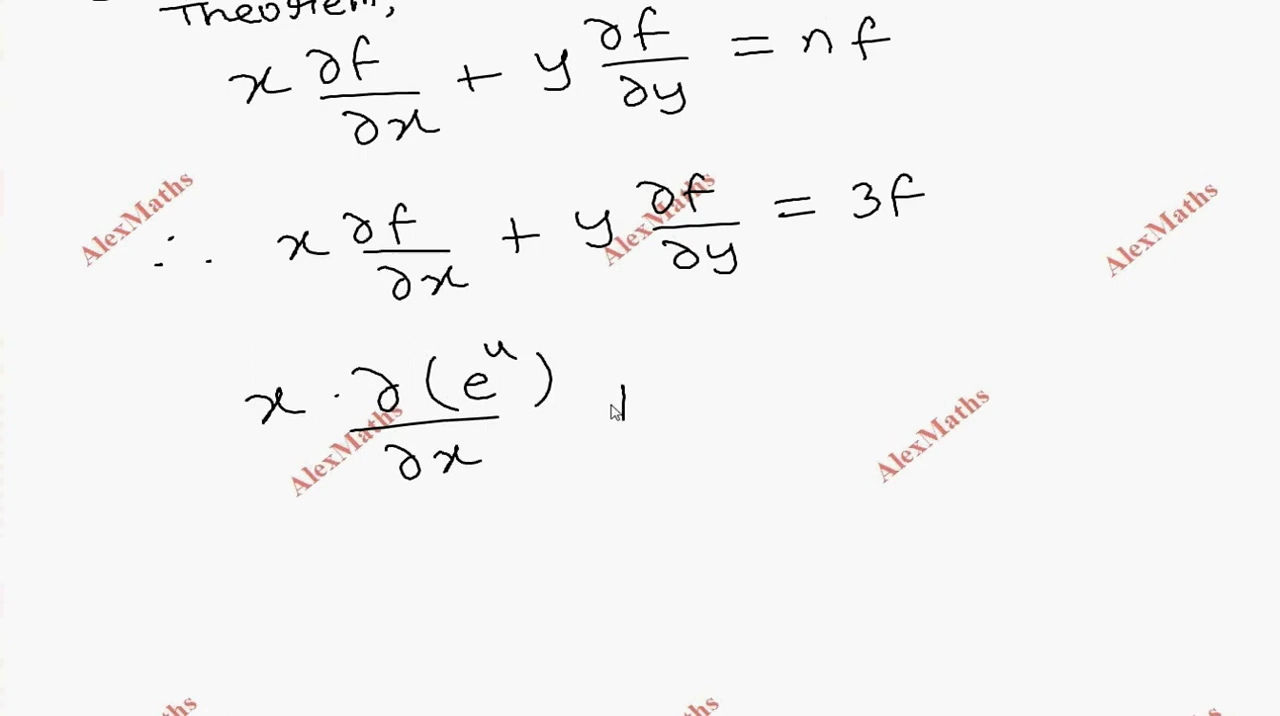 Theorem,
x ∂f/∂x + y ∂f/∂y = nf
∴ x ∂f/∂x + y ∂f/∂y = 3f
x · ∂(e^u)/∂x
AlexMaths
AlexMaths
AlexMaths
AlexMaths
AlexMaths